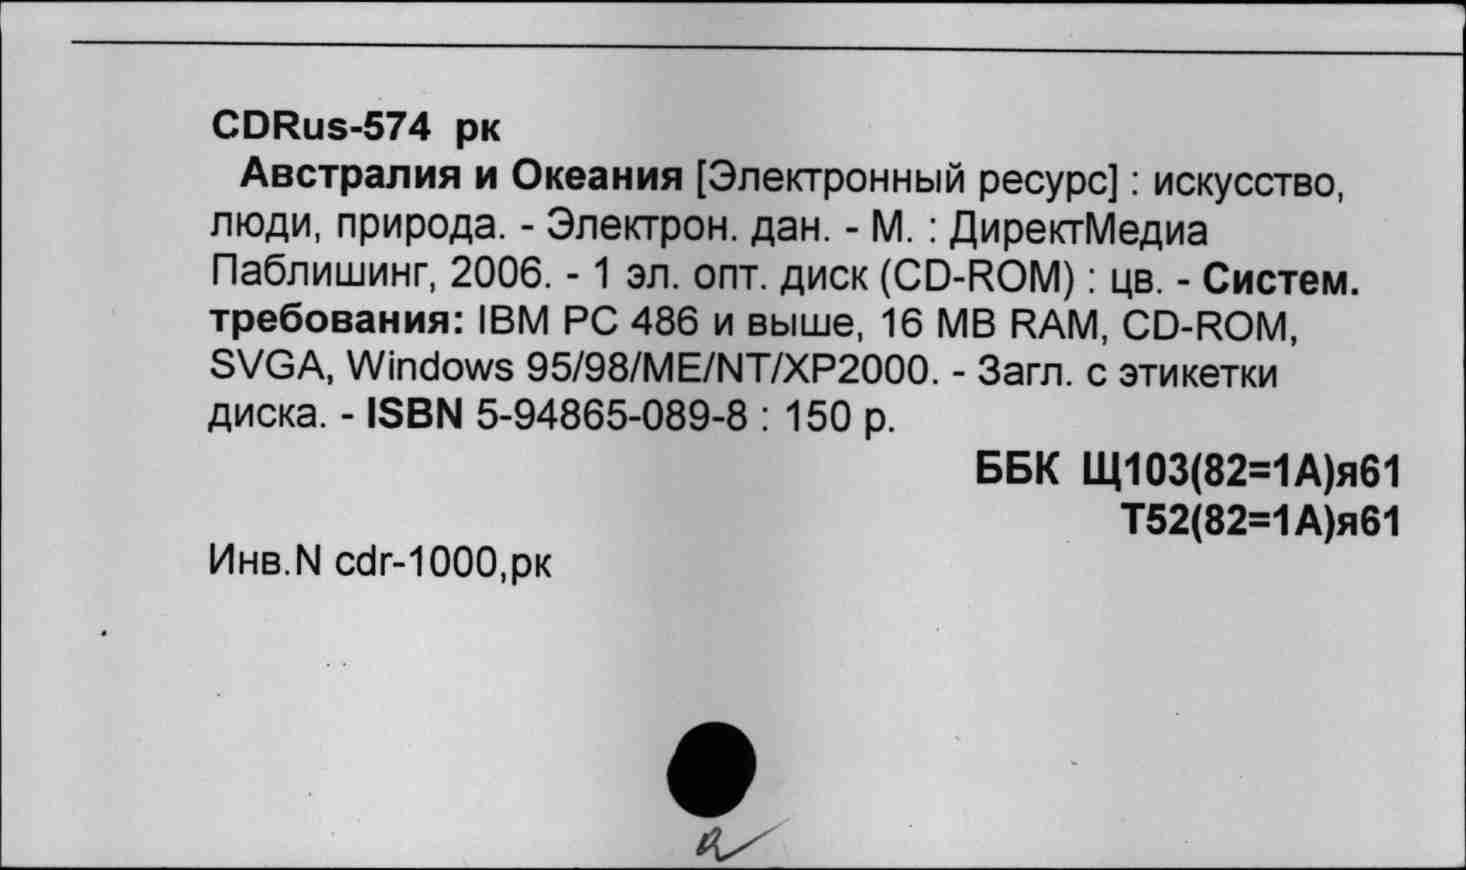 CDRus-574 рк
Австралия и Океания [Электронный ресурс] : искусство,
люди, природа. - Электрон. дан. - М. : ДиректМедиа
Паблишинг, 2006. - 1 эл. опт. диск (CD-ROM) : цв. - Систем.
требования: IBM PC 486 и выше, 16 MB RAM, CD-ROM,
SVGA, Windows 95/98/ME/NT/XP2000. - Загл. с этикетки
диска. - ISBN 5-94865-089-8 : 150 р.
ББК Щ103(82=1А)я61
Т52(82=1А)я61
Инв.N cdr-1000,рк